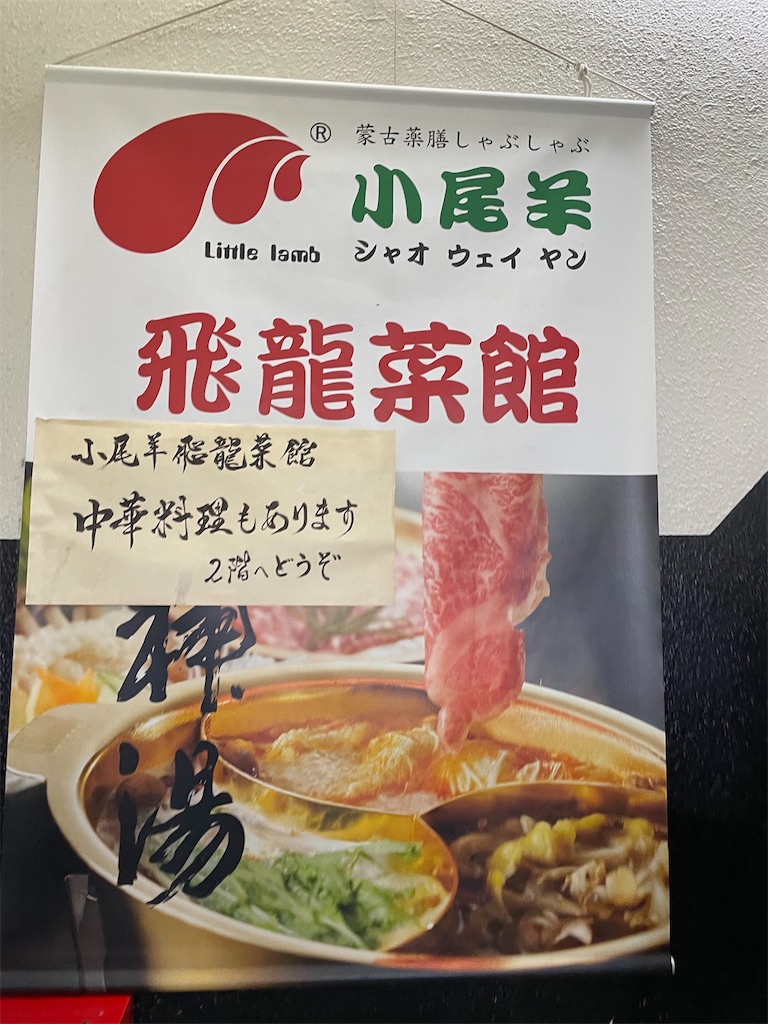 ® 蒙古薬膳しゃぶしゃぶ
小尾羊
Little lamb シャオ ウェイ ヤン
飛龍菜館
小尾羊飛龍菜館
中華料理もあります
2階へどうぞ
湯